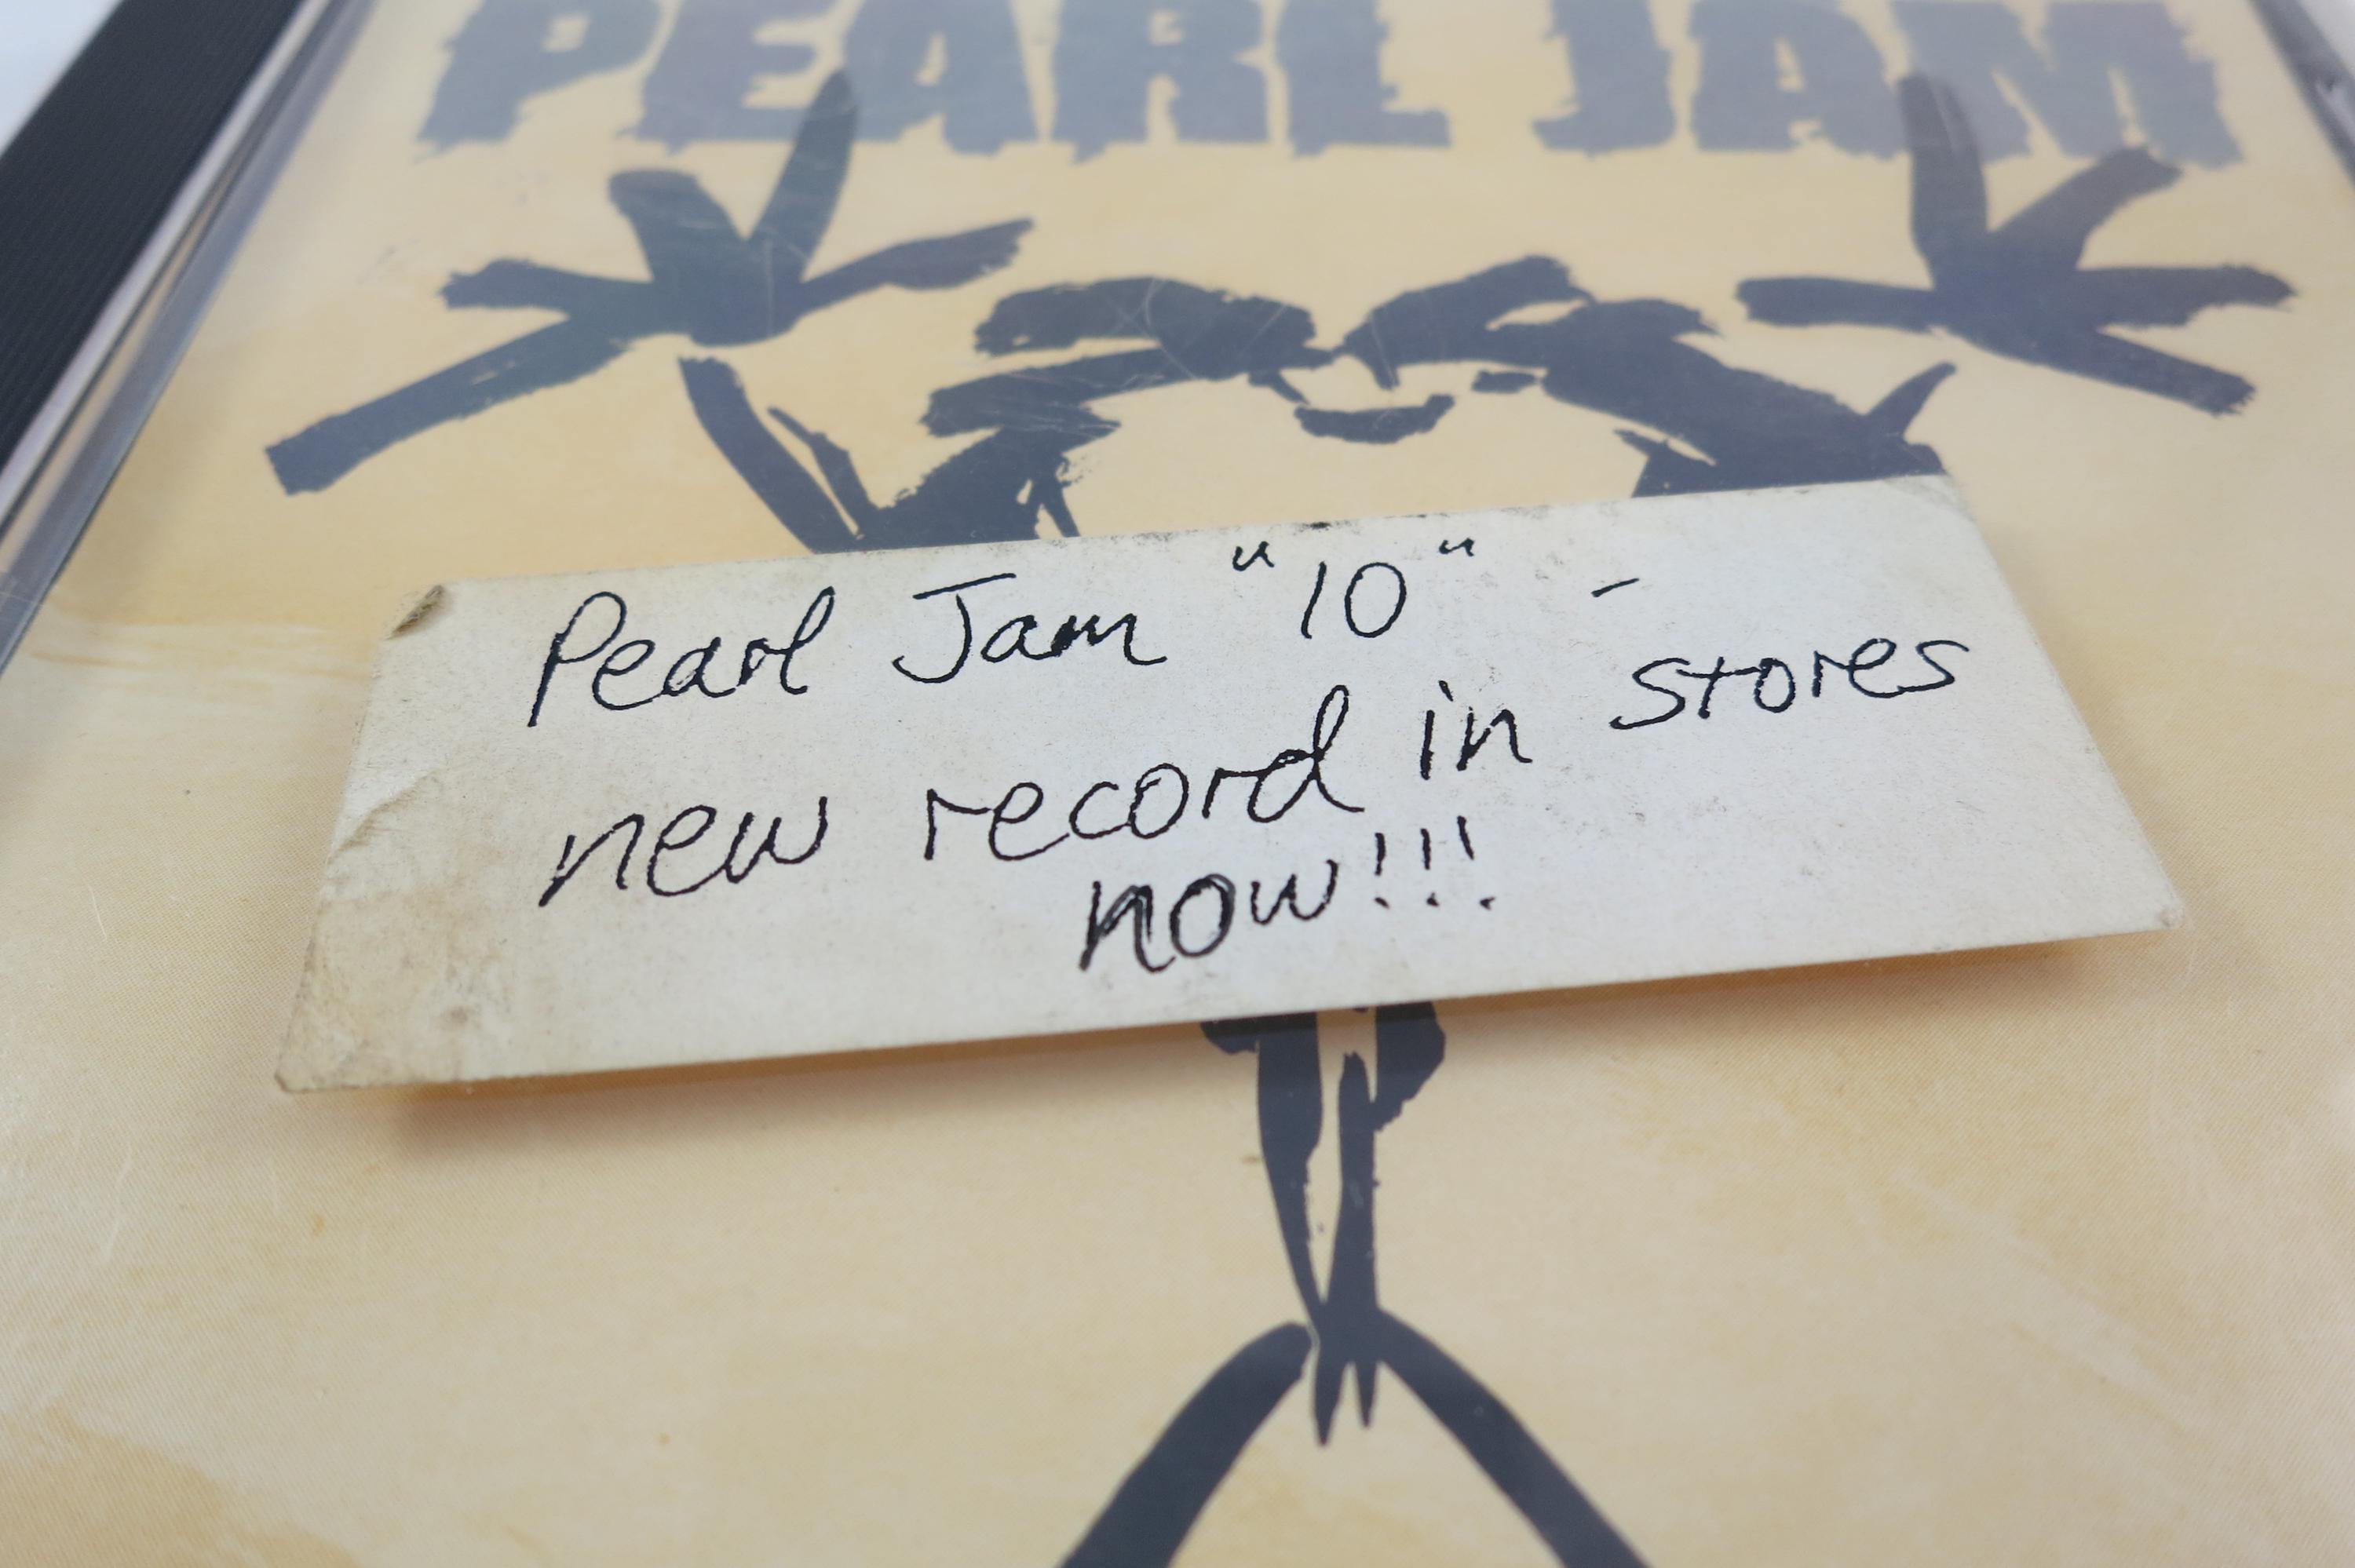 PEARL JAM
Pearl Jam "10" -
new record in stores
now!!!